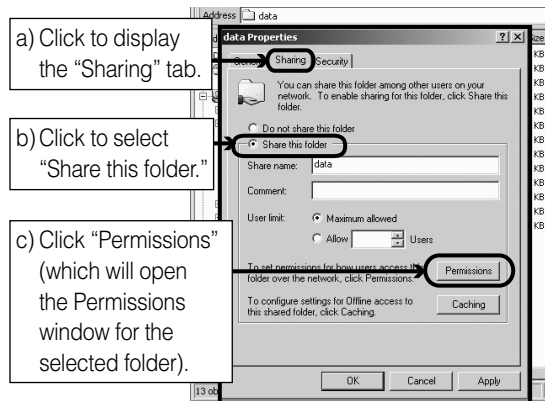 Address data
a) Click to display
the “Sharing” tab.
b) Click to select
“Share this folder.”
c) Click “Permissions”
(which will open
the Permissions
window for the
selected folder).
data Properties
Sharing Security
You can share this folder among other users on your
network. To enable sharing for this folder, click Share this
folder.
Do not share this folder
Share this folder
Share name: data
Comment:
User limit: Maximum allowed
Allow Users
To set permissions for how users access the
folder over the network, click Permissions.
Permissions
To configure settings for Offline access to
this shared folder, click Caching.
Caching
OK Cancel Apply
KB
KB
KB
KB
KB
KB
KB
KB
KB
KB
KB
KB
KB